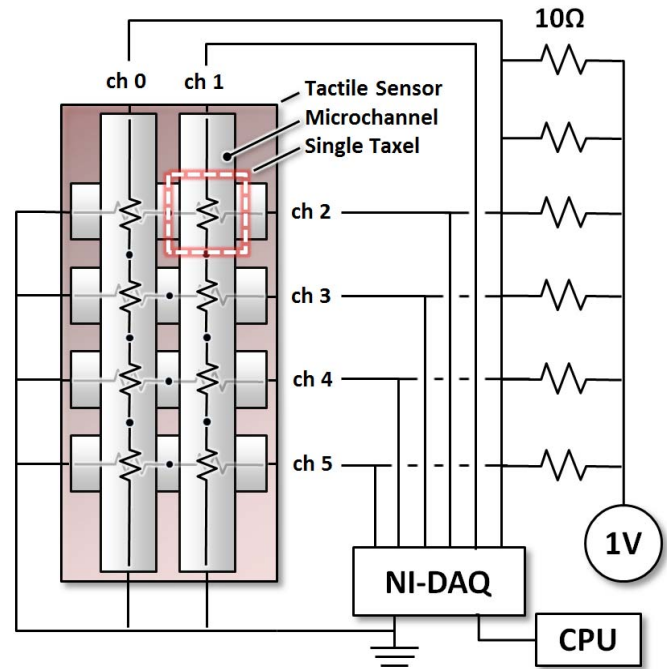 10Ω
ch 0
ch 1
Tactile Sensor
Microchannel
Single Taxel
ch 2
ch 3
ch 4
ch 5
1V
NI-DAQ
CPU